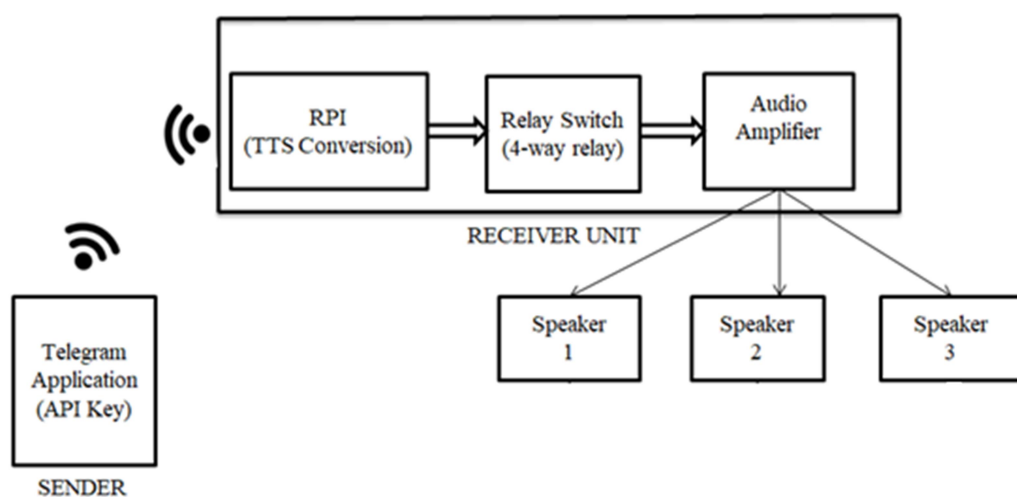 RPI
(TTS Conversion)
Relay Switch
(4-way relay)
Audio
Amplifier
RECEIVER UNIT
Telegram
Application
(API Key)
SENDER
Speaker
1
Speaker
2
Speaker
3